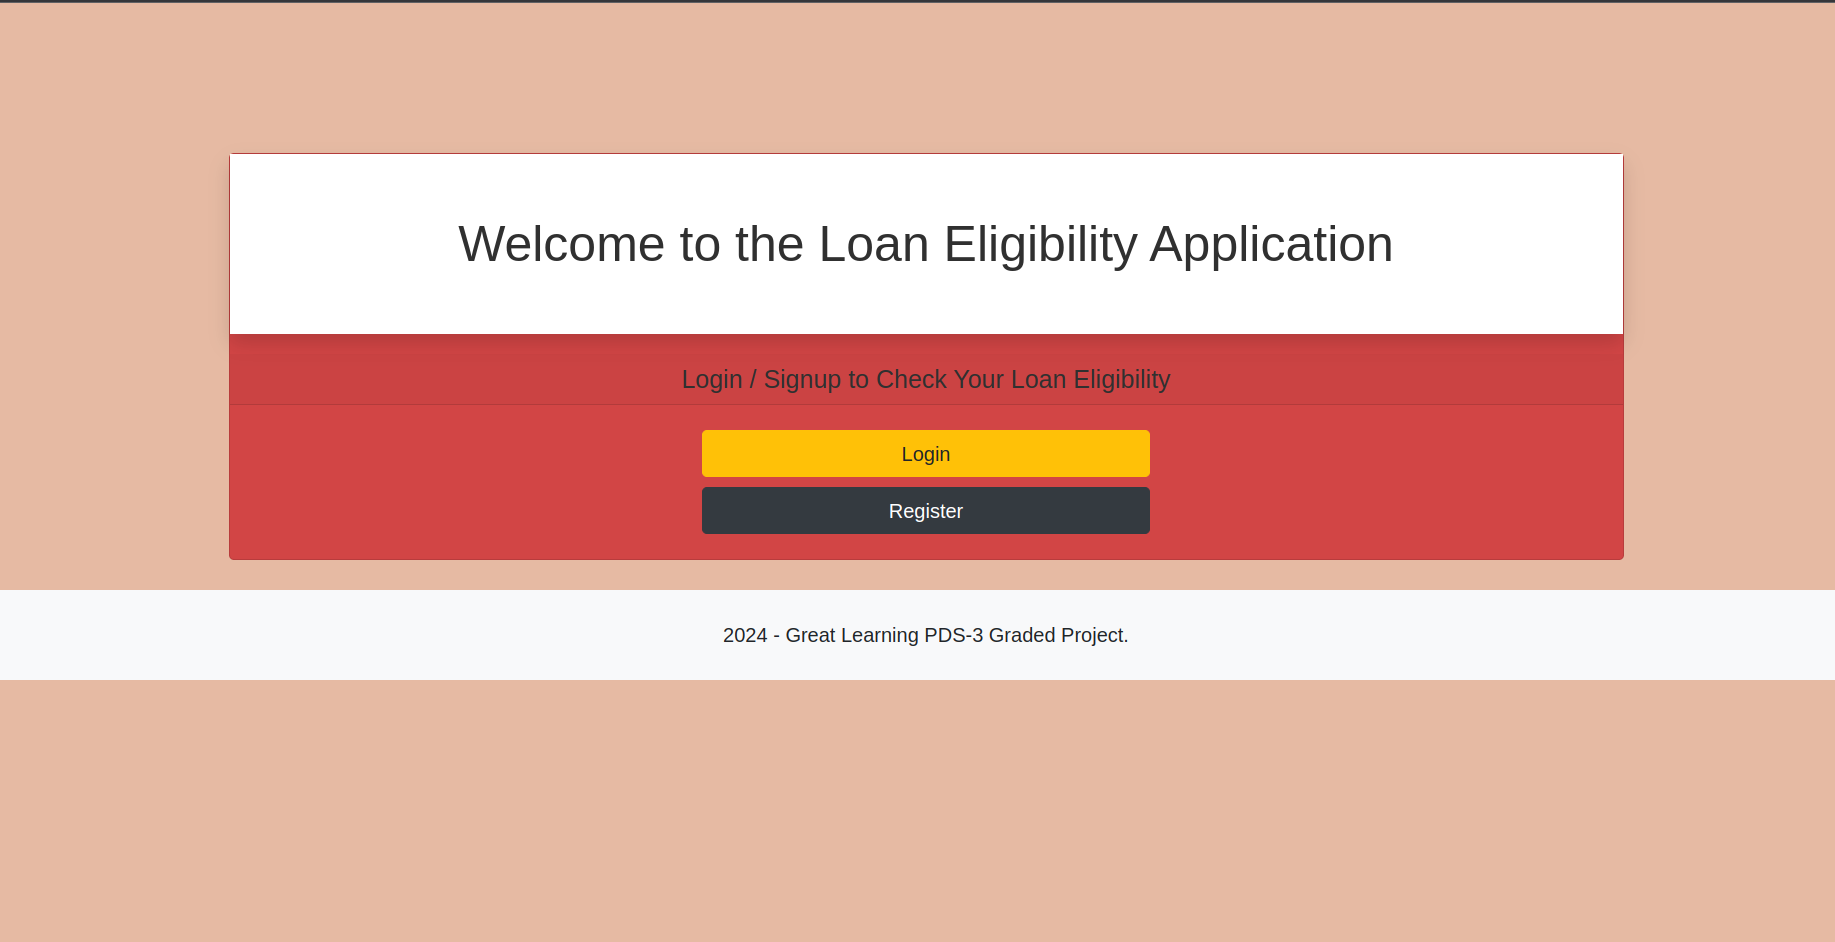 Welcome to the Loan Eligibility Application
Login / Signup to Check Your Loan Eligibility
Login
Register
2024 - Great Learning PDS-3 Graded Project.